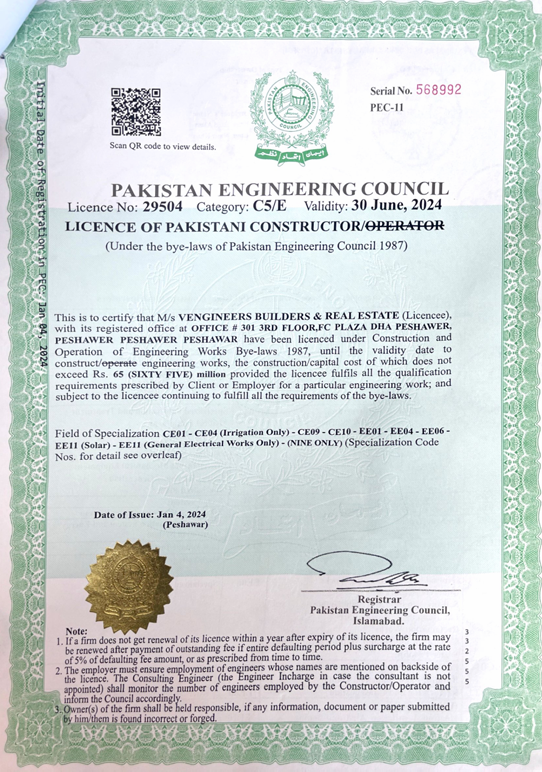 Serial No. 568992
PEC-11
Scan QR code to view details.
PAKISTAN ENGINEERING COUNCIL
ایمان اتحاد نظم
Initial Date of Registration in PEC: Jan 04, 2024
PAKISTAN ENGINEERING COUNCIL
Licence No: 29504 Category: C5/E Validity: 30 June, 2024
LICENCE OF PAKISTANI CONSTRUCTOR/OPERATOR
(Under the bye-laws of Pakistan Engineering Council 1987)
This is to certify that M/s VENGINEERS BUILDERS & REAL ESTATE (Licencee),
with its registered office at OFFICE # 301 3RD FLOOR,FC PLAZA DHA PESHAWER,
PESHAWER PESHAWER PESHAWAR have been licenced under Construction and
Operation of Engineering Works Bye-laws 1987, until the validity date to
construct/operate engineering works, the construction/capital cost of which does not
exceed Rs. 65 (SIXTY FIVE) million provided the licencee fulfils all the qualification
requirements prescribed by Client or Employer for a particular engineering work; and
subject to the licencee continuing to fulfill all the requirements of the bye-laws.
Field of Specialization CE01 - CE04 (Irrigation Only) - CE09 - CE10 - EE01 - EE04 - EE06 -
EE11 (Solar) - EE11 (General Electrical Works Only) - (NINE ONLY) (Specialization Code
Nos. for detail see overleaf)
Date of Issue: Jan 4, 2024
(Peshawar)
Registrar
Pakistan Engineering Council,
Islamabad.
Note:
1. If a firm does not get renewal of its licence within a year after expiry of its licence, the firm may
be renewed after payment of outstanding fee if entire defaulting period plus surcharge at the rate
of 5% of defaulting fee amount, or as prescribed from time to time.
2. The employer must ensure employment of engineers whose names are mentioned on backside of
the licence. The Consulting Engineer (the Engineer Incharge in case the consultant is not
appointed) shall monitor the number of engineers employed by the Constructor/Operator and
inform the Council accordingly.
3. Owner(s) of the firm shall be held responsible, if any information, document or paper submitted
by him/them is found incorrect or forged.
3
3
2
5
5
5